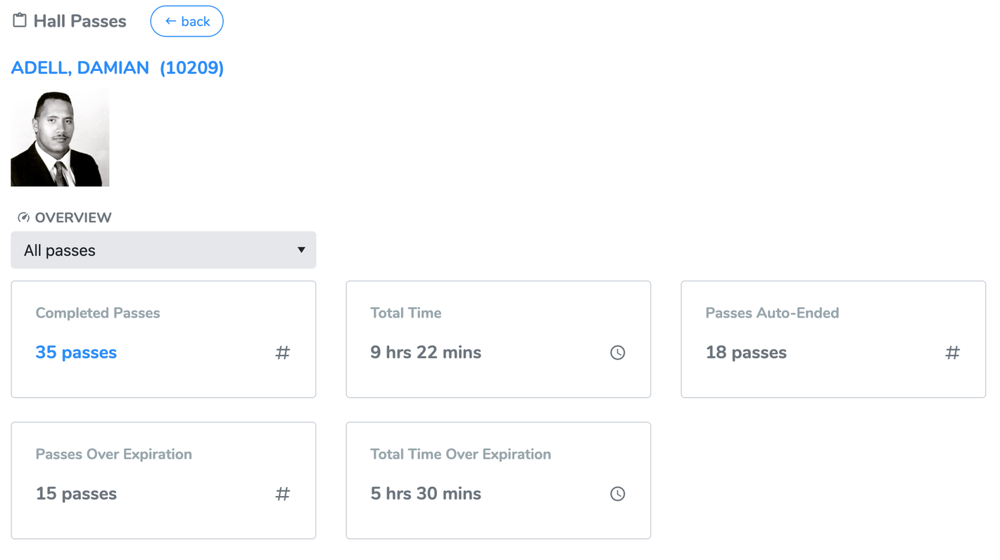 Hall Passes
← back
ADELL, DAMIAN (10209)
OVERVIEW
All passes
Completed Passes
35 passes #
Total Time
9 hrs 22 mins
Passes Auto-Ended
18 passes #
Passes Over Expiration
15 passes #
Total Time Over Expiration
5 hrs 30 mins